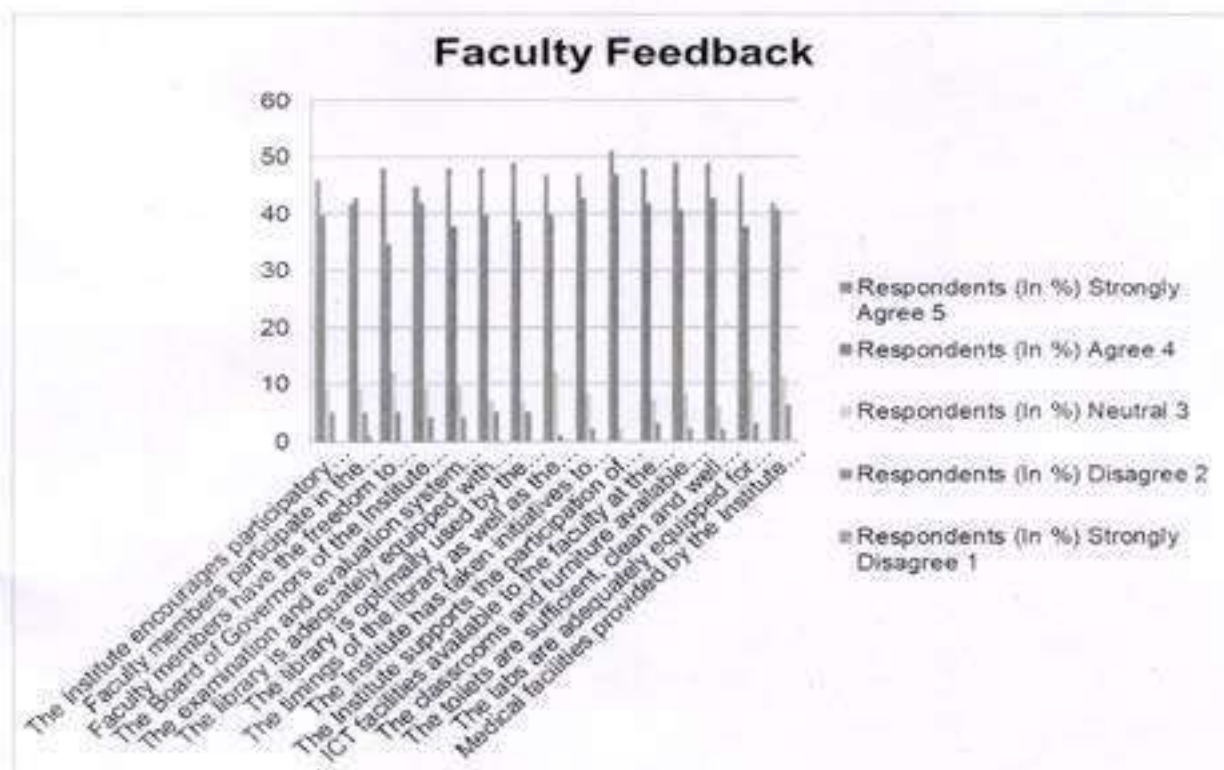 Faculty Feedback
60
50
40
30
20
10
0
The Institute encourages participatory...
Faculty members participate in the...
Faculty members have the freedom to...
The Board of Governors of the Institute...
The examination and evaluation system...
The library is adequately equipped with...
The library is optimally used by the...
The timings of the library as well as the...
The Institute has taken initiatives to...
The Institute supports the participation of...
ICT facilities available to the faculty at the...
The classrooms and furniture available...
The toilets are sufficient, clean and well...
The labs are adequately equipped for...
Medical facilities provided by the Institute...
Respondents (In %) Strongly
Agree 5
Respondents (In %) Agree 4
Respondents (In %) Neutral 3
Respondents (In %) Disagree 2
Respondents (In %) Strongly
Disagree 1